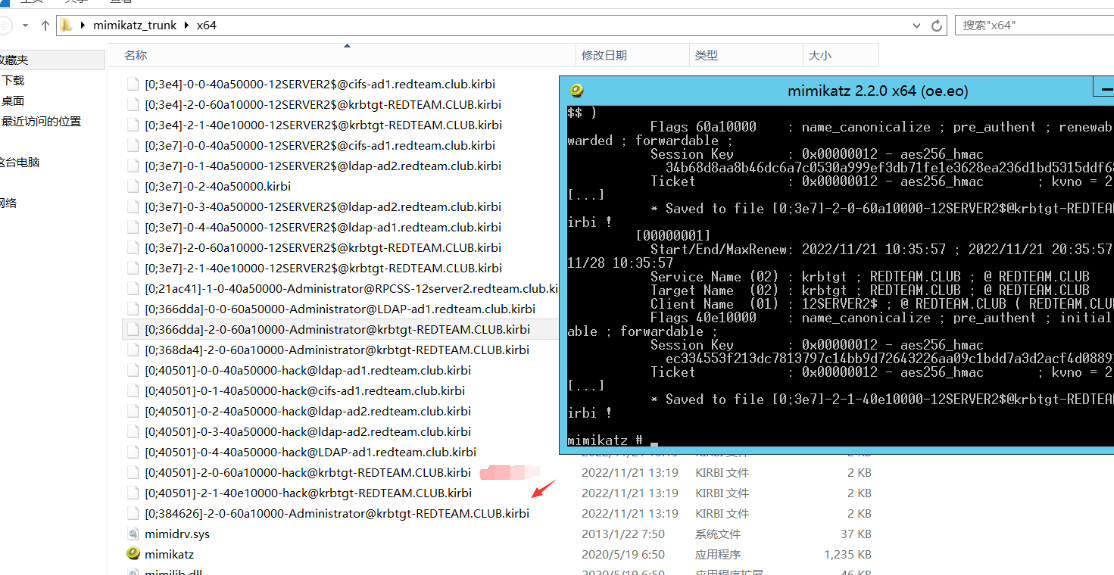 mimikatz_trunk
x64
搜索"x64"
收藏夹
下载
桌面
最近访问的位置
这台电脑
网络
名称
修改日期
类型
大小
[0;3e4]-0-0-40a50000-12SERVER2$@cifs-ad1.redteam.club.kirbi
[0;3e4]-2-0-60a10000-12SERVER2$@krbtgt-REDTEAM.CLUB.kirbi
[0;3e4]-2-1-40e10000-12SERVER2$@krbtgt-REDTEAM.CLUB.kirbi
[0;3e7]-0-0-40a50000-12SERVER2$@cifs-ad1.redteam.club.kirbi
[0;3e7]-0-1-40a50000-12SERVER2$@ldap-ad2.redteam.club.kirbi
[0;3e7]-0-2-40a50000.kirbi
[0;3e7]-0-3-40a50000-12SERVER2$@ldap-ad2.redteam.club.kirbi
[0;3e7]-0-4-40a50000-12SERVER2$@ldap-ad1.redteam.club.kirbi
[0;3e7]-2-0-60a10000-12SERVER2$@krbtgt-REDTEAM.CLUB.kirbi
[0;3e7]-2-1-40e10000-12SERVER2$@krbtgt-REDTEAM.CLUB.kirbi
[0;21ac41]-1-0-40a50000-Administrator@RPCSS-12server2.redteam.club.ki
[0;366dda]-0-0-60a50000-Administrator@LDAP-ad1.redteam.club.kirbi
[0;366dda]-2-0-60a10000-Administrator@krbtgt-REDTEAM.CLUB.kirbi
[0;368da4]-2-0-60a10000-Administrator@krbtgt-REDTEAM.CLUB.kirbi
[0;40501]-0-0-40a50000-hack@ldap-ad1.redteam.club.kirbi
[0;40501]-0-1-40a50000-hack@cifs-ad1.redteam.club.kirbi
[0;40501]-0-2-40a50000-hack@ldap-ad2.redteam.club.kirbi
[0;40501]-0-3-40a50000-hack@ldap-ad2.redteam.club.kirbi
[0;40501]-0-4-40a50000-hack@LDAP-ad1.redteam.club.kirbi
[0;40501]-2-0-60a10000-hack@krbtgt-REDTEAM.CLUB.kirbi 2022/11/21 13:19 KIRBI 文件 2 KB
[0;40501]-2-1-40e10000-hack@krbtgt-REDTEAM.CLUB.kirbi 2022/11/21 13:19 KIRBI 文件 2 KB
[0;384626]-2-0-60a10000-Administrator@krbtgt-REDTEAM.CLUB.kirbi 2022/11/21 13:19 KIRBI 文件 2 KB
mimidrv.sys 2013/1/22 7:50 系统文件 37 KB
mimikatz 2020/5/19 6:50 应用程序 1,235 KB
mimilib.dll 2020/5/19 6:50 应用程序扩展 46 KB
mimikatz 2.2.0 x64 (oe.eo)
$$ )
Flags 60a10000 : name_canonicalize ; pre_authent ; renewab
warded ; forwardable ;
Session Key : 0x00000012 - aes256_hmac
34b68d8aa8b46dc6a7c0530a999ef3db71fe1e3628ea236d1bd5315ddf6
Ticket : 0x00000012 - aes256_hmac ; kvno = 2
[...]
* Saved to file [0;3e7]-2-0-60a10000-12SERVER2$@krbtgt-REDTEA
irbi !
[00000001]
Start/End/MaxRenew: 2022/11/21 10:35:57 ; 2022/11/21 20:35:57
11/28 10:35:57
Service Name (02) : krbtgt ; REDTEAM.CLUB ; @ REDTEAM.CLUB
Target Name (02) : krbtgt ; REDTEAM.CLUB ; @ REDTEAM.CLUB
Client Name (01) : 12SERVER2$ ; @ REDTEAM.CLUB ( REDTEAM.CLU
Flags 40e10000 : name_canonicalize ; pre_authent ; initial
able ; forwardable ;
Session Key : 0x00000012 - aes256_hmac
ec334553f213dc7813797c14bb9d72643226aa09c1bdd7a3d2acf4d0889
Ticket : 0x00000012 - aes256_hmac ; kvno = 2
[...]
* Saved to file [0;3e7]-2-1-40e10000-12SERVER2$@krbtgt-REDTEA
irbi !
mimikatz #